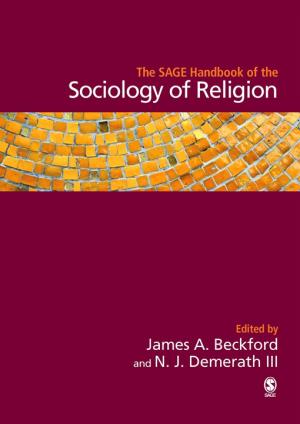 The SAGE Handbook of the
Sociology of Religion
Edited by
James A. Beckford
and N. J. Demerath III
SAGE